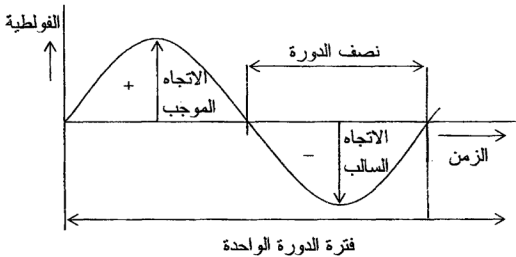 الفولطية
نصف الدورة
+
الاتجاه
الموجب
الاتجاه
السالب
−
الزمن
فترة الدورة الواحدة